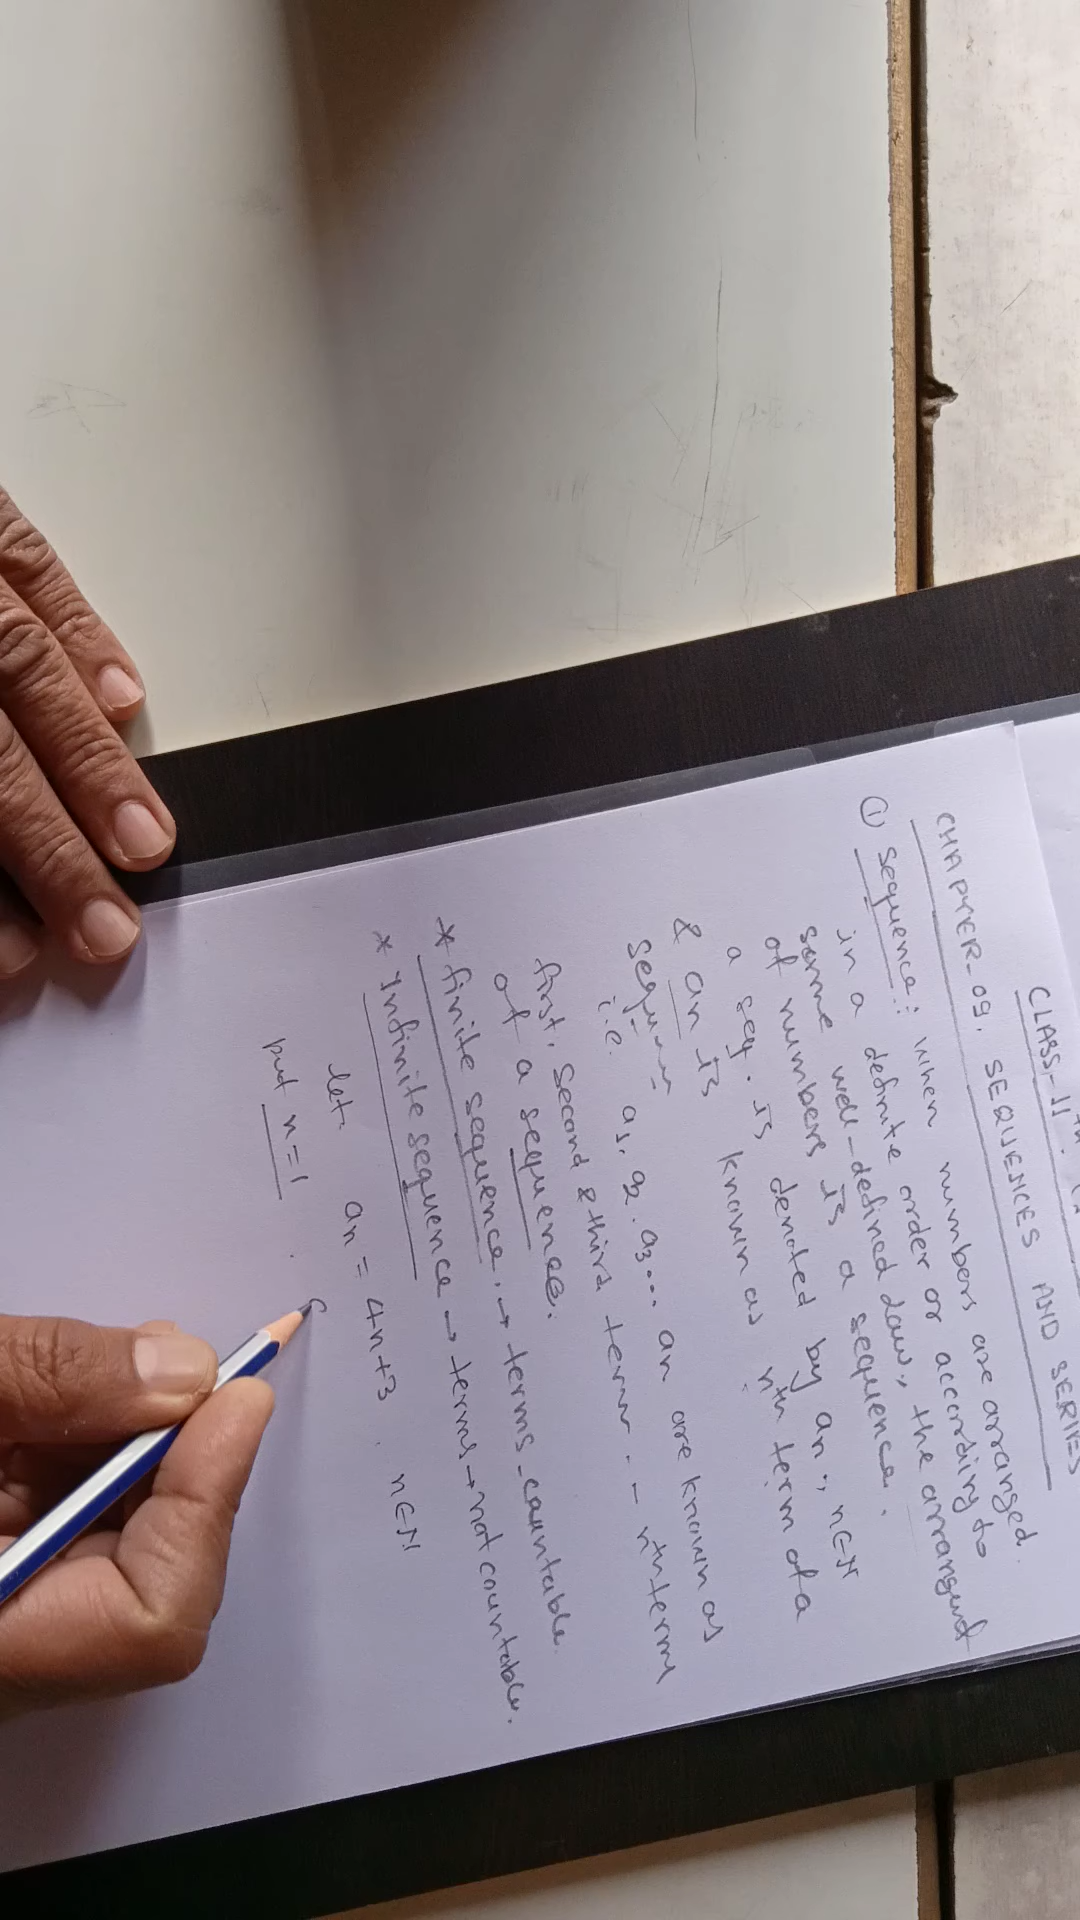 CLASS-11th.
CHAPTER-09. SEQUENCES AND SERIES
① Sequence: when numbers are arranged.
in a definite order or according to
some well-defined law, the arrangent
of numbers is a sequence.
a seq. is denoted by an, n∈N
& an is known as nth term of a
sequence
i.e. a1, a2, a3... an are known as
first, second & third term .. - nth term
of a sequence.
* finite sequence. → terms-countable.
* Infinite sequence → terms → not countable.
let. an = 4n+3, n∈N
put n=1